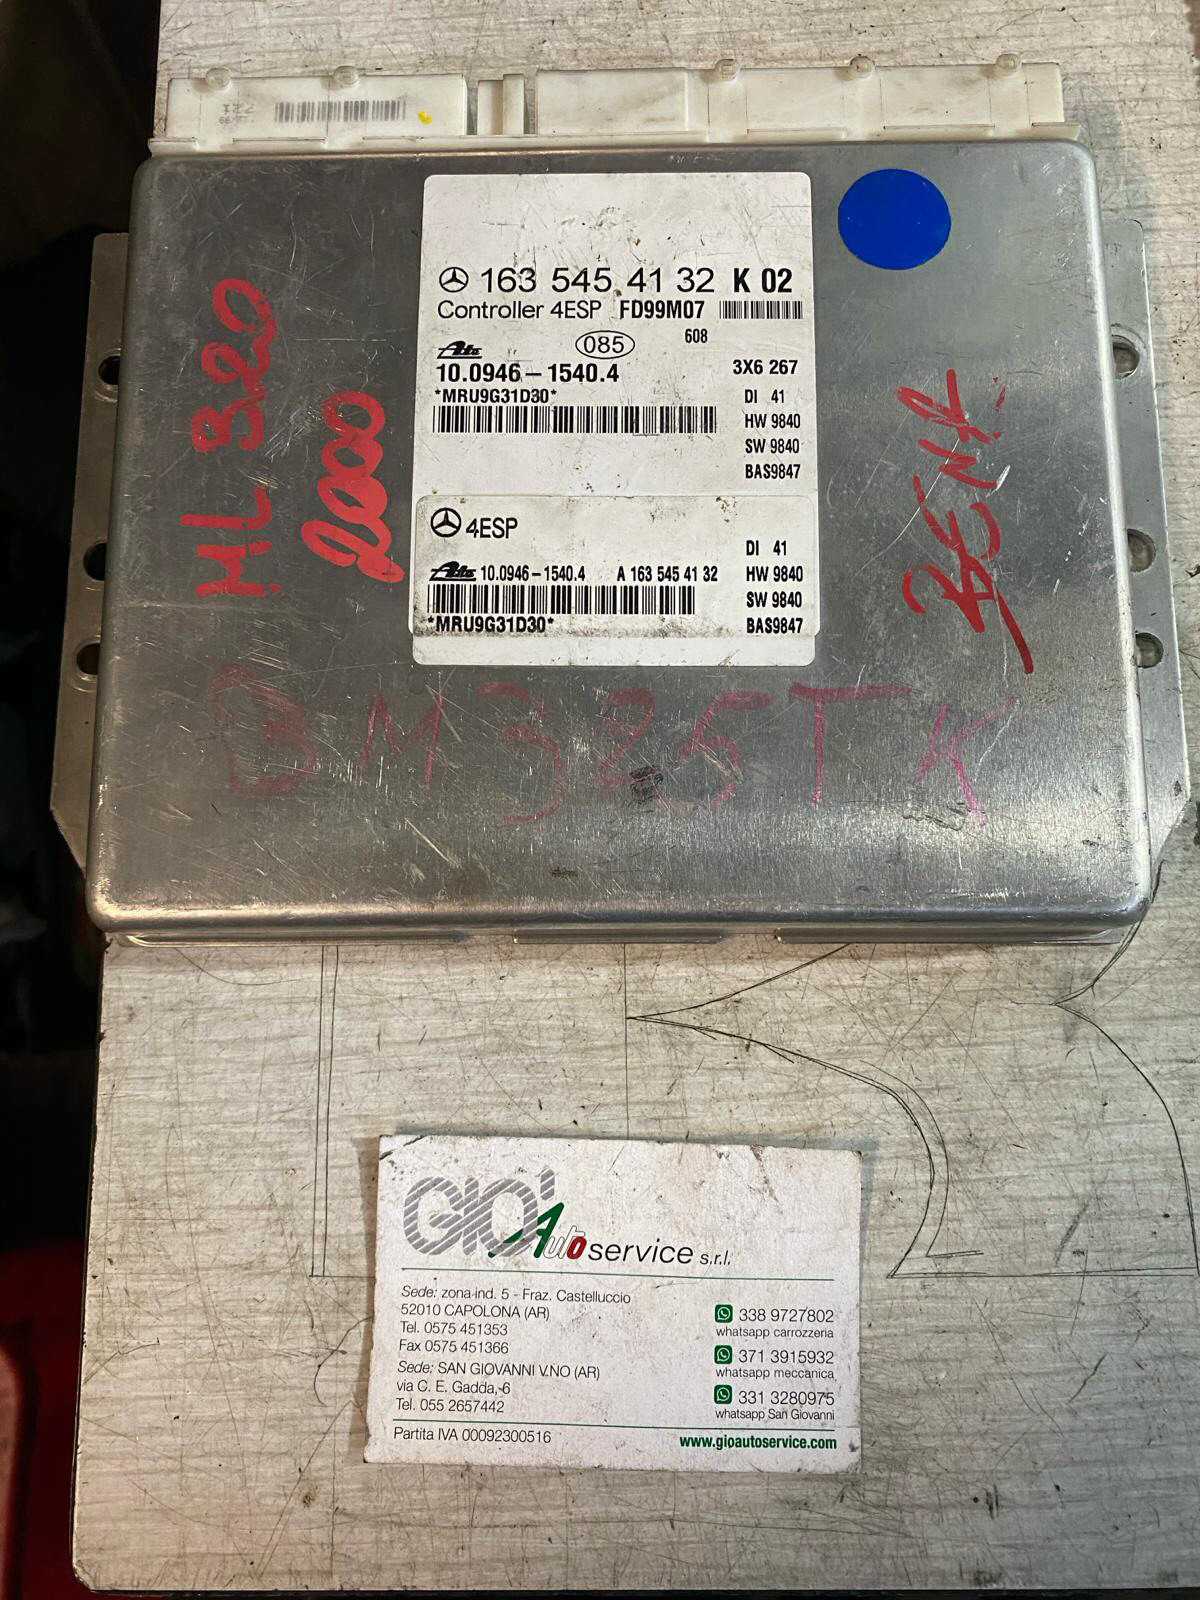 163 545 41 32 K 02
Controller 4ESP FD99M07
085 608
Ate
10.0946-1540.4 3X6 267
*MRU9G31D30* DI 41
HW 9840
SW 9840
BAS9847
4ESP
DI 41
Ate 10.0946-1540.4 A 163 545 41 32 HW 9840
SW 9840
*MRU9G31D30* BAS9847
ML 320
2000
BENZ
BM325TK
GIO' Auto service s.r.l.
Sede: zona ind. 5 - Fraz. Castelluccio
52010 CAPOLONA (AR)
Tel. 0575 451353
Fax 0575 451366
Sede: SAN GIOVANNI V.NO (AR)
via C. E. Gadda, 6
Tel. 055 2657442
338 9727802
whatsapp carrozzeria
371 3915932
whatsapp meccanica
331 3280975
whatsapp San Giovanni
Partita IVA 00092300516
www.gioautoservice.com